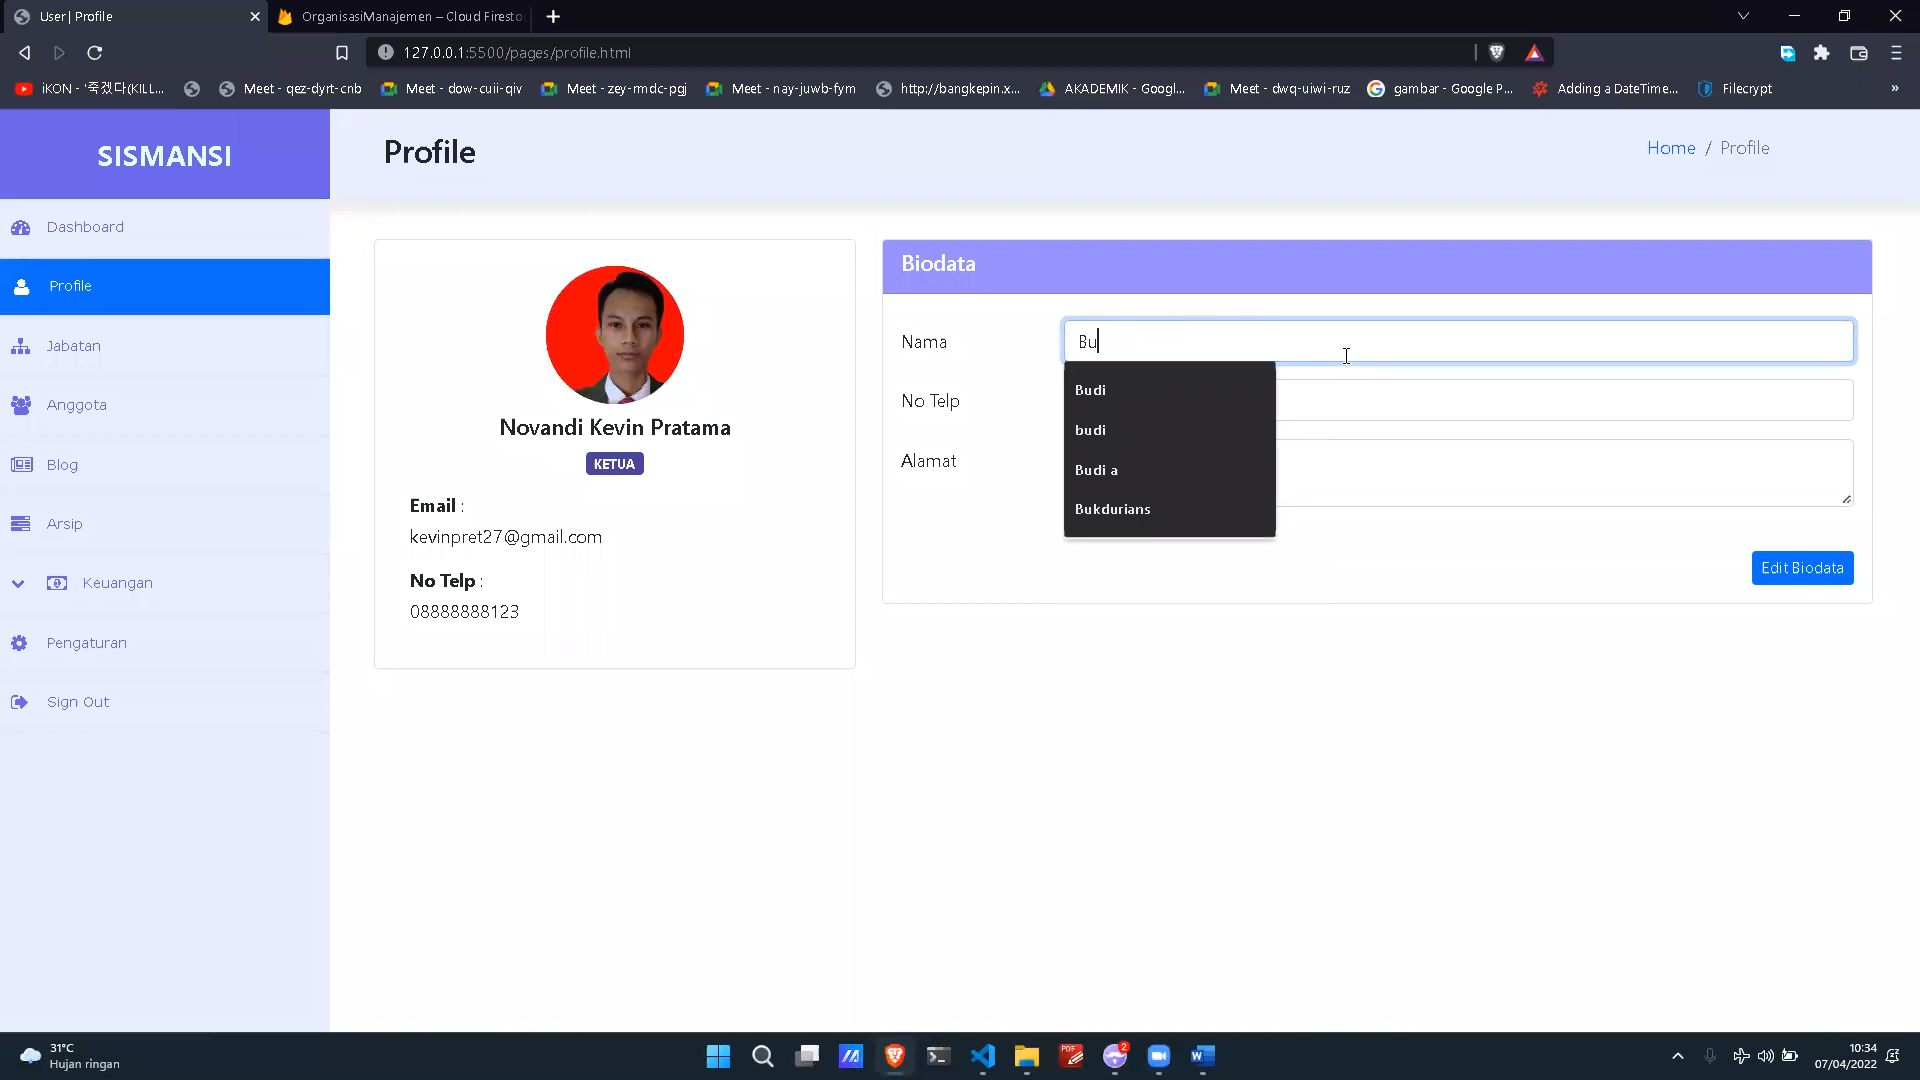 User | Profile
OrganisasiManajemen – Cloud Firesto
127.0.0.1:5500/pages/profile.html
iKON - '죽겠다(KILL...
Meet - qez-dyrt-cnb
Meet - dow-cuii-qiv
Meet - zey-rmdc-pgj
Meet - nay-juwb-fym
http://bangkepin.x...
AKADEMIK - Googl...
Meet - dwq-uiwi-ruz
gambar - Google P...
Adding a DateTime...
Filecrypt
»
SISMANSI
Profile
Home / Profile
Dashboard
Profile
Jabatan
Anggota
Blog
Arsip
Keuangan
Pengaturan
Sign Out
Novandi Kevin Pratama
KETUA
Email :
kevinpret27@gmail.com
No Telp :
08888888123
Biodata
Nama
Bu
Budi
budi
Budi a
Bukdurians
No Telp
Alamat
Edit Biodata
31°C
Hujan ringan
PDF
2
W
10:34
07/04/2022